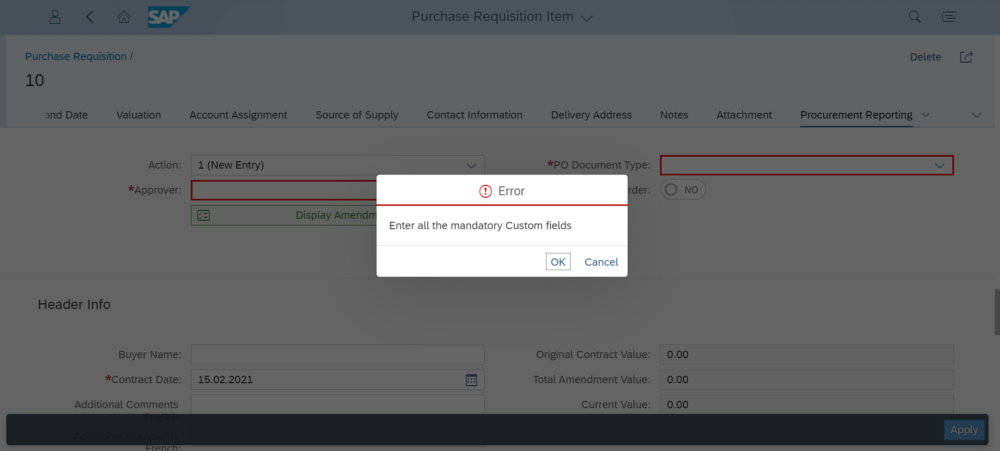 SAP
Purchase Requisition Item
Purchase Requisition /
Delete
10
and Date
Valuation
Account Assignment
Source of Supply
Contact Information
Delivery Address
Notes
Attachment
Procurement Reporting
Action:
1 (New Entry)
*PO Document Type:
*Approver:
rder:
NO
Display Amendm
Error
Enter all the mandatory Custom fields
OK
Cancel
Header Info
Buyer Name:
Original Contract Value:
0.00
*Contract Date:
15.02.2021
Total Amendment Value:
0.00
Additional Comments
English:
Current Value:
0.00
Additional Comments
French:
Apply